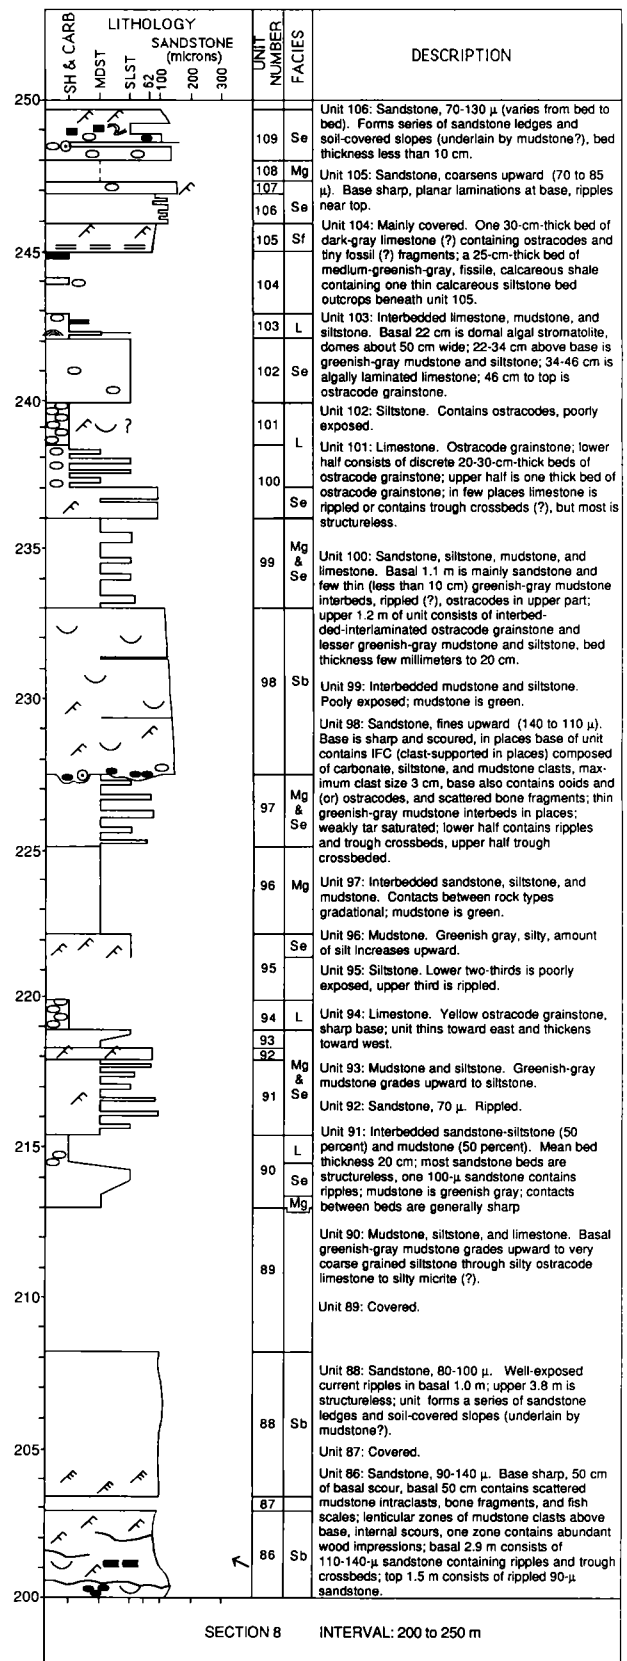 LITHOLOGY
SANDSTONE
(microns)
SH & CARB
MDST
SLST
62
100
200
300
UNIT
NUMBER
FACIES
DESCRIPTION
250
245
240
235
230
225
220
215
210
205
200
?
109 Se
108 Mg
107
106 Se
105 Sf
104
103 L
102 Se
101
L
100
Se
99
Mg
&
Se
98 Sb
97
Mg
&
Se
96 Mg
Se
95
94 L
93
92
Mg
&
Se
91
L
90
Se
Mg
89
88 Sb
87
86 Sb
Unit 106: Sandstone, 70-130 μ (varies from bed to
bed). Forms series of sandstone ledges and
soil-covered slopes (underlain by mudstone?), bed
thickness less than 10 cm.
Unit 105: Sandstone, coarsens upward (70 to 85
μ). Base sharp, planar laminations at base, ripples
near top.
Unit 104: Mainly covered. One 30-cm-thick bed of
dark-gray limestone (?) containing ostracodes and
tiny fossil (?) fragments; a 25-cm-thick bed of
medium-greenish-gray, fissile, calcareous shale
containing one thin calcareous siltstone bed
outcrops beneath unit 105.
Unit 103: Interbedded limestone, mudstone, and
siltstone. Basal 22 cm is domal algal stromatolite,
domes about 50 cm wide; 22-34 cm above base is
greenish-gray mudstone and siltstone; 34-46 cm is
algally laminated limestone; 46 cm to top is
ostracode grainstone.
Unit 102: Siltstone. Contains ostracodes, poorly
exposed.
Unit 101: Limestone. Ostracode grainstone; lower
half consists of discrete 20-30-cm-thick beds of
ostracode grainstone; upper half is one thick bed of
ostracode grainstone; in few places limestone is
rippled or contains trough crossbeds (?), but most is
structureless.
Unit 100: Sandstone, siltstone, mudstone, and
limestone. Basal 1.1 m is mainly sandstone and
few thin (less than 10 cm) greenish-gray mudstone
interbeds, rippled (?), ostracodes in upper part;
upper 1.2 m of unit consists of interbed-
ded-interlaminated ostracode grainstone and
lesser greenish-gray mudstone and siltstone, bed
thickness few millimeters to 20 cm.
Unit 99: Interbedded mudstone and siltstone.
Pooly exposed; mudstone is green.
Unit 98: Sandstone, fines upward (140 to 110 μ).
Base is sharp and scoured, in places base of unit
contains IFC (clast-supported in places) composed
of carbonate, siltstone, and mudstone clasts, max-
imum clast size 3 cm, base also contains ooids and
(or) ostracodes, and scattered bone fragments; thin
greenish-gray mudstone interbeds in places;
weakly tar saturated; lower half contains ripples
and trough crossbeds, upper half trough
crossbeded.
Unit 97: Interbedded sandstone, siltstone, and
mudstone. Contacts between rock types
gradational; mudstone is green.
Unit 96: Mudstone. Greenish gray, silty, amount
of silt increases upward.
Unit 95: Siltstone. Lower two-thirds is poorly
exposed, upper third is rippled.
Unit 94: Limestone. Yellow ostracode grainstone,
sharp base; unit thins toward east and thickens
toward west.
Unit 93: Mudstone and siltstone. Greenish-gray
mudstone grades upward to siltstone.
Unit 92: Sandstone, 70 μ. Rippled.
Unit 91: Interbedded sandstone-siltstone (50
percent) and mudstone (50 percent). Mean bed
thickness 20 cm; most sandstone beds are
structureless, one 100-μ sandstone contains
ripples; mudstone is greenish gray; contacts
between beds are generally sharp
Unit 90: Mudstone, siltstone, and limestone. Basal
greenish-gray mudstone grades upward to very
coarse grained siltstone through silty ostracode
limestone to silty micrite (?).
Unit 89: Covered.
Unit 88: Sandstone, 80-100 μ. Well-exposed
current ripples in basal 1.0 m; upper 3.8 m is
structureless; unit forms a series of sandstone
ledges and soil-covered slopes (underlain by
mudstone?).
Unit 87: Covered.
Unit 86: Sandstone, 90-140 μ. Base sharp, 50 cm
of basal scour, basal 50 cm contains scattered
mudstone intraclasts, bone fragments, and fish
scales; lenticular zones of mudstone clasts above
base, internal scours, one zone contains abundant
wood impressions; basal 2.9 m consists of
110-140-μ sandstone containing ripples and trough
crossbeds; top 1.5 m consists of rippled 90-μ
sandstone.
SECTION 8 INTERVAL: 200 to 250 m